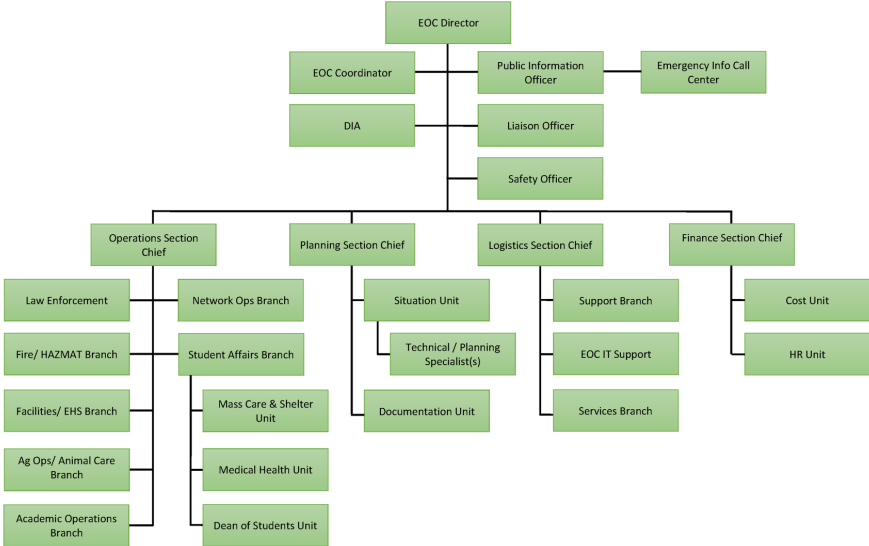 EOC Director
EOC Coordinator
Public Information
Officer
Emergency Info Call
Center
DIA
Liaison Officer
Safety Officer
Operations Section
Chief
Planning Section Chief
Logistics Section Chief
Finance Section Chief
Law Enforcement
Network Ops Branch
Situation Unit
Support Branch
Cost Unit
Fire/ HAZMAT Branch
Student Affairs Branch
Technical / Planning
Specialist(s)
EOC IT Support
HR Unit
Facilities/ EHS Branch
Mass Care & Shelter
Unit
Documentation Unit
Services Branch
Ag Ops/ Animal Care
Branch
Medical Health Unit
Academic Operations
Branch
Dean of Students Unit